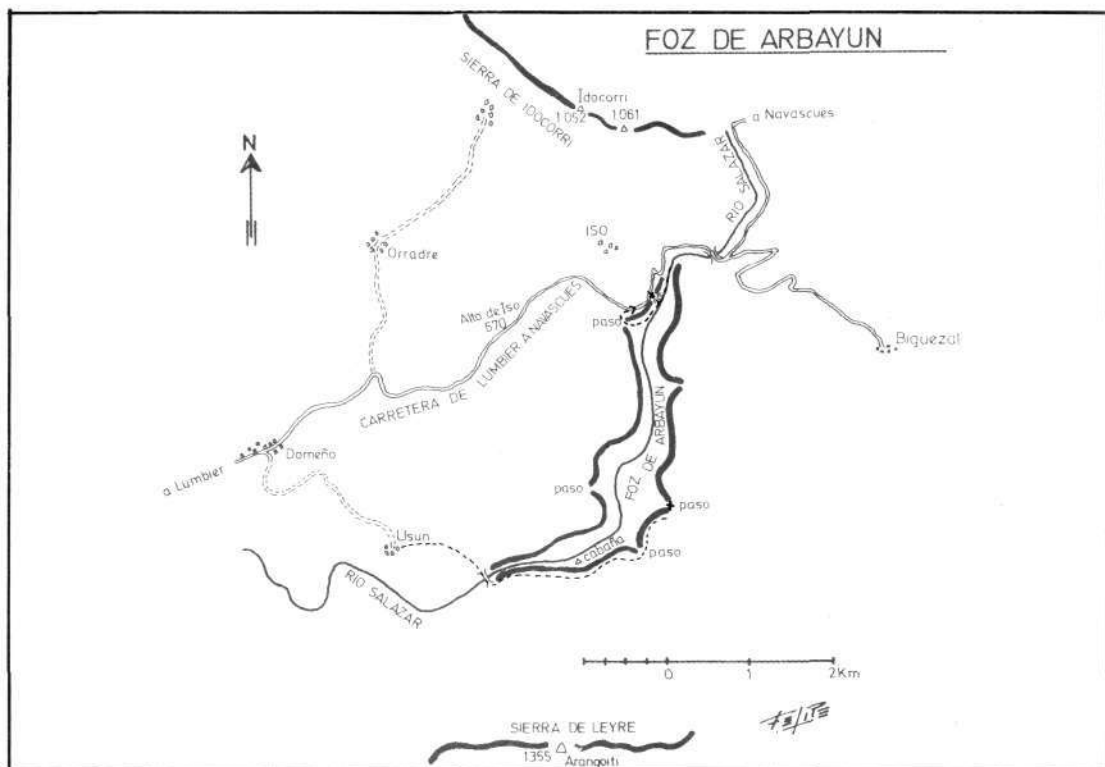 FOZ DE ARBAYUN
SIERRA DE IDOCORRI
Idocorri
1052
1061
a Navascues
N
RIO SALAZAR
ISO
Orradre
Alto de Iso
670
paso
Biguezal
CARRETERA DE LUMBIER A NAVASCUES
FOZ DE ARBAYUN
Domeño
a Lumbier
paso
paso
Usun
cabaña
paso
RIO SALAZAR
0 1 2Km
FELIPE
SIERRA DE LEYRE
1355
Arangoiti